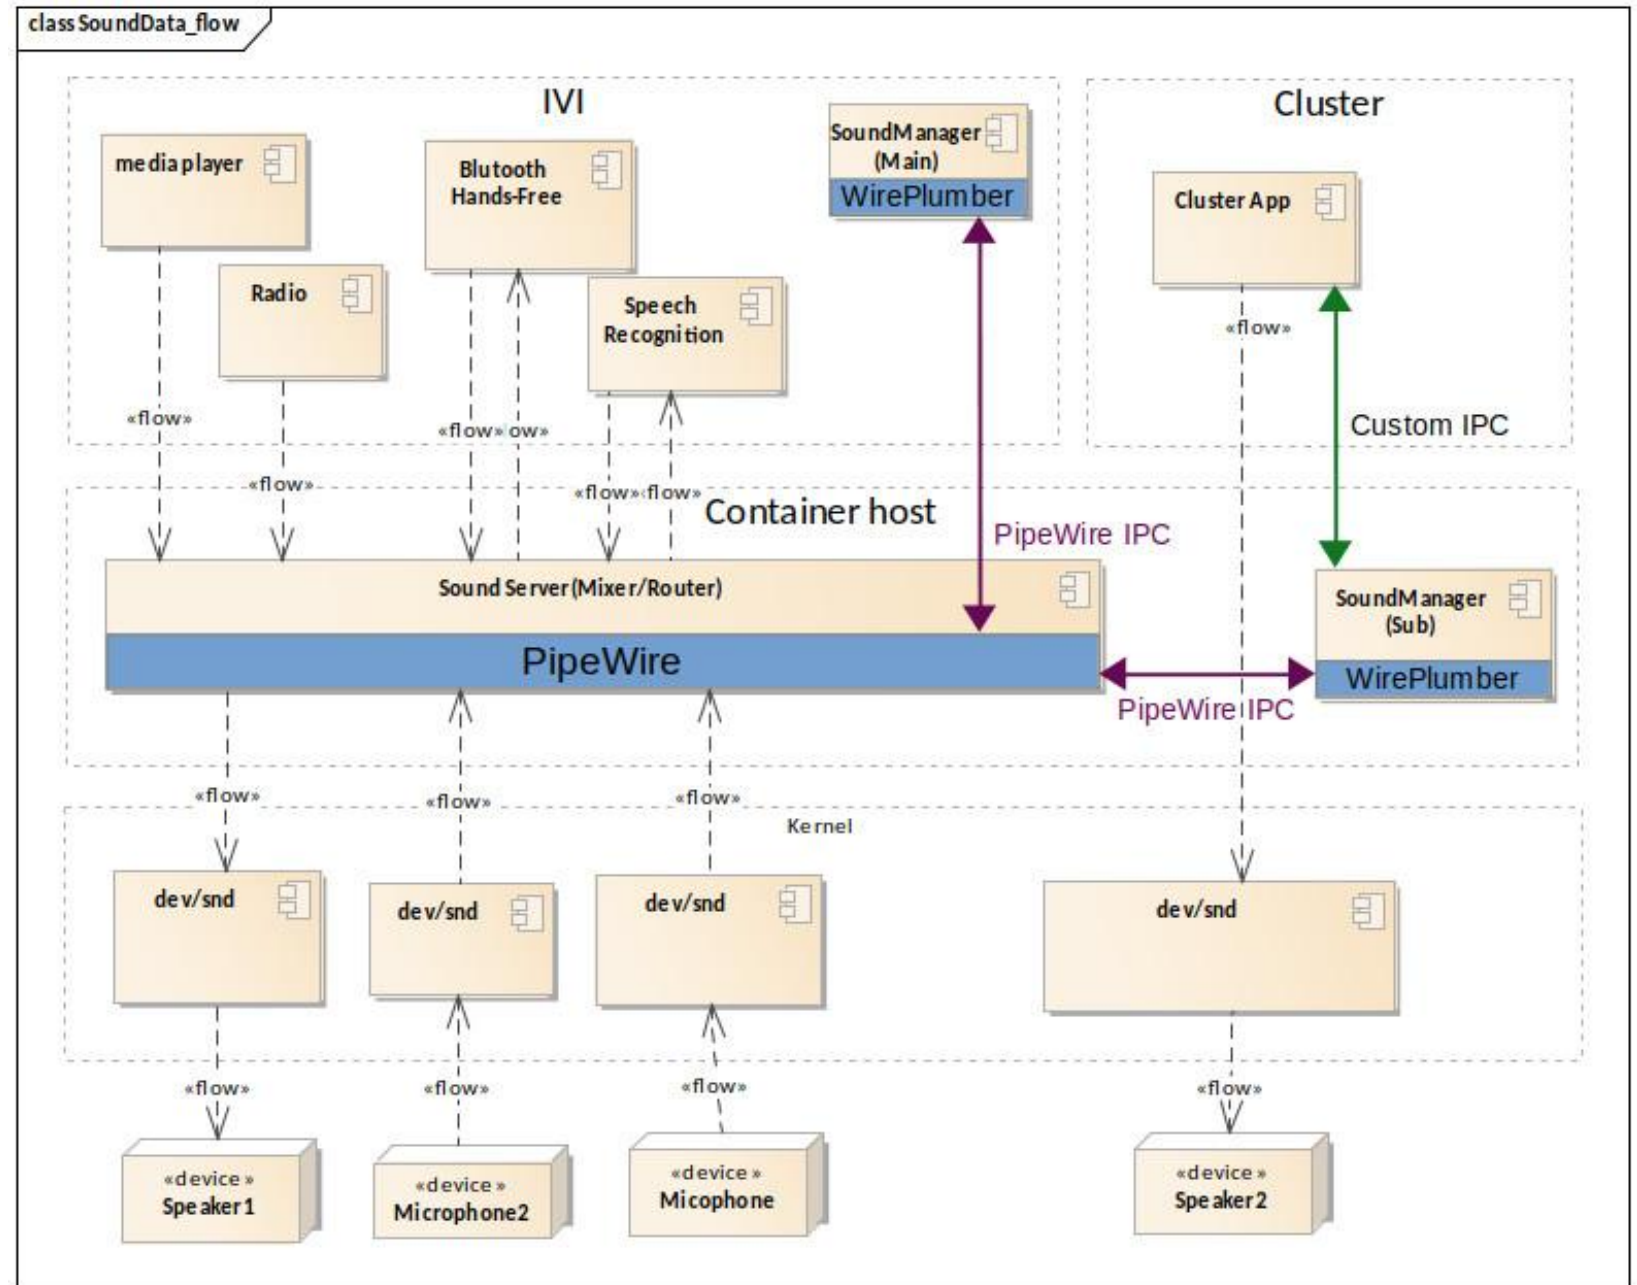 class SoundData_flow
IVI
Cluster
media player
Blutooth
Hands-Free
SoundManager
(Main)
WirePlumber
Cluster App
Radio
Speech
Recognition
«flow»
Custom IPC
«flow»
«flow»
ow»
«flow»
«flow»
«flow»
Container host
PipeWire IPC
Sound Server(Mixer/Router)
PipeWire
SoundManager
(Sub)
WirePlumber
PipeWire IPC
«flow»
«flow»
«flow»
Kernel
dev/snd
dev/snd
dev/snd
dev/snd
«flow»
«flow»
«flow»
«flow»
«device»
Speaker1
«device»
Microphone2
«device»
Micophone
«device»
Speaker2